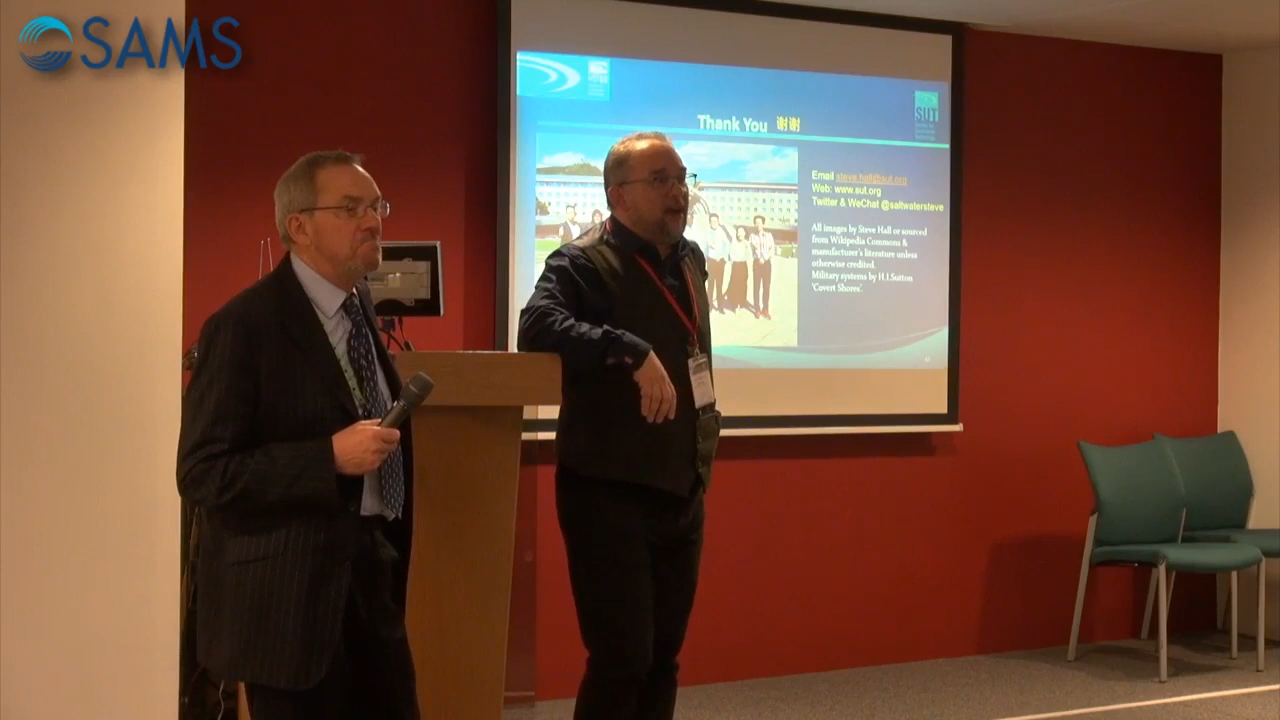 SAMS
SUT
Thank You 谢谢
Email steve.hall@sut.org
Web: www.sut.org
Twitter & WeChat @saltwatersteve
All images by Steve Hall or sourced
from Wikipedia Commons &
manufacturer's literature unless
otherwise credited.
Military systems by H.I.Sutton
'Covert Shores'.